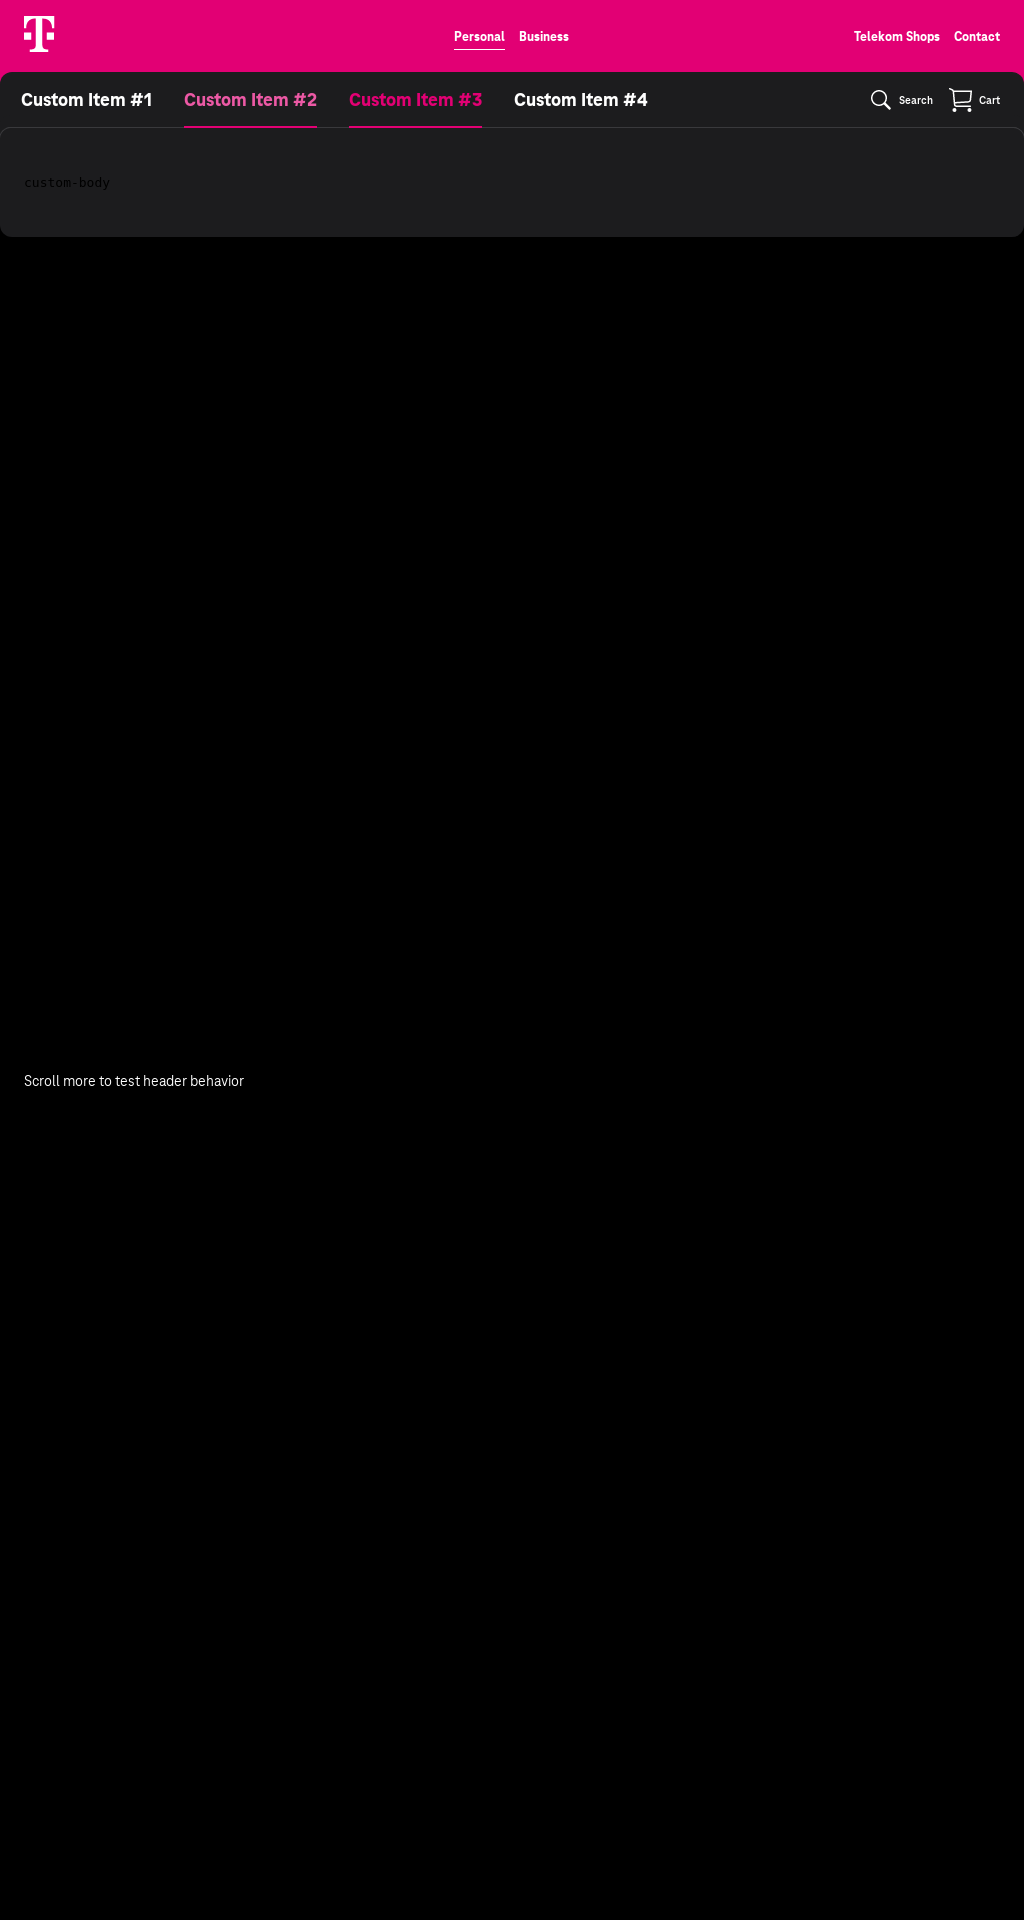 T
Personal Business
Telekom Shops Contact
Custom Item #1 Custom Item #2 Custom Item #3 Custom Item #4
Search Cart
custom-body
Scroll more to test header behavior